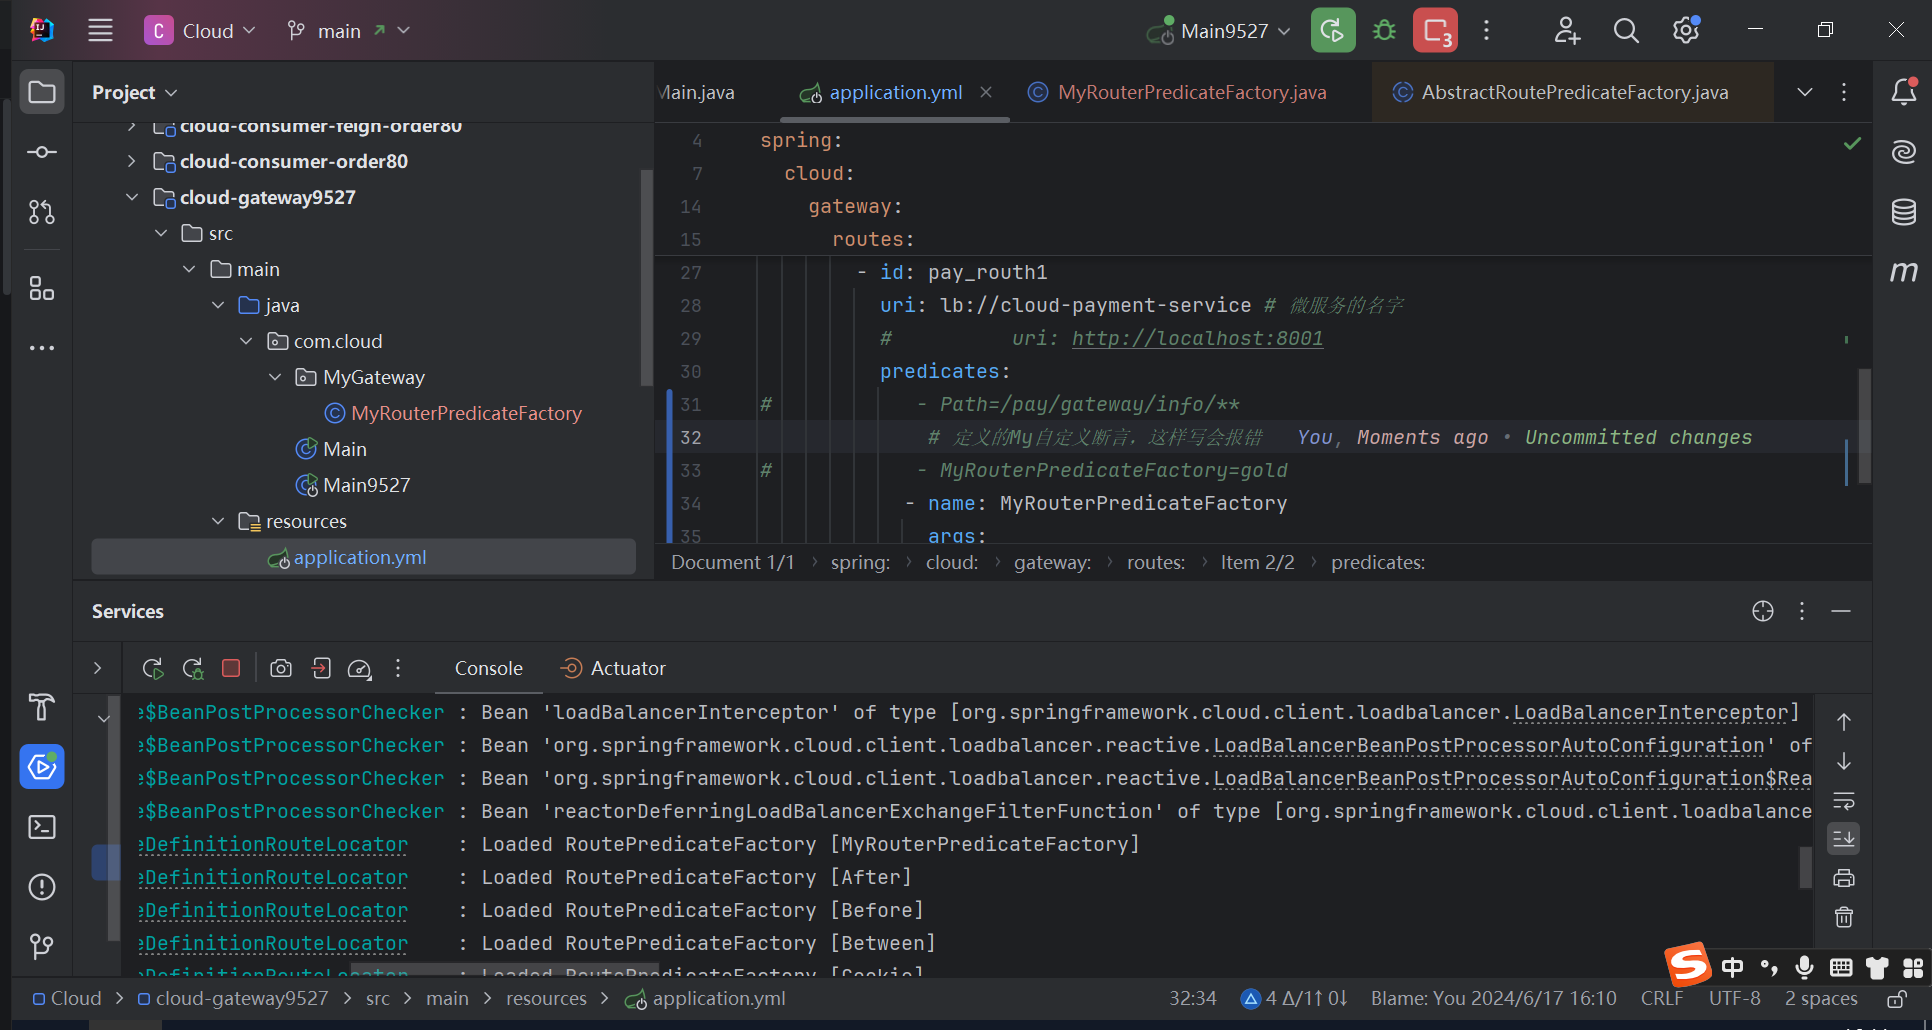 C Cloud main Main9527 3
Project
Main.java application.yml MyRouterPredicateFactory.java AbstractRoutePredicateFactory.java
cloud-consumer-feign-order80
cloud-consumer-order80
cloud-gateway9527
src
main
java
com.cloud
MyGateway
MyRouterPredicateFactory
Main
Main9527
resources
application.yml
4 spring:
7 cloud:
14 gateway:
15 routes:
27 - id: pay_routh1
28 uri: lb://cloud-payment-service # 微服务的名字
29 # uri: http://localhost:8001
30 predicates:
31 # - Path=/pay/gateway/info/**
32 # 定义的My自定义断言，这样写会报错 You, Moments ago • Uncommitted changes
33 # - MyRouterPredicateFactory=gold
34 - name: MyRouterPredicateFactory
35 args:
Document 1/1 › spring: › cloud: › gateway: › routes: › Item 2/2 › predicates:
Services
Console Actuator
e$BeanPostProcessorChecker : Bean 'loadBalancerInterceptor' of type [org.springframework.cloud.client.loadbalancer.LoadBalancerInterceptor]
e$BeanPostProcessorChecker : Bean 'org.springframework.cloud.client.loadbalancer.reactive.LoadBalancerBeanPostProcessorAutoConfiguration' of
e$BeanPostProcessorChecker : Bean 'org.springframework.cloud.client.loadbalancer.reactive.LoadBalancerBeanPostProcessorAutoConfiguration$Rea
e$BeanPostProcessorChecker : Bean 'reactorDeferringLoadBalancerExchangeFilterFunction' of type [org.springframework.cloud.client.loadbalance
eDefinitionRouteLocator : Loaded RoutePredicateFactory [MyRouterPredicateFactory]
eDefinitionRouteLocator : Loaded RoutePredicateFactory [After]
eDefinitionRouteLocator : Loaded RoutePredicateFactory [Before]
eDefinitionRouteLocator : Loaded RoutePredicateFactory [Between]
eDefinitionRouteLocator : Loaded RoutePredicateFactory [Cookie]
中
Cloud › cloud-gateway9527 › src › main › resources › application.yml 32:34 4 Δ/1↑ 0↓ Blame: You 2024/6/17 16:10 CRLF UTF-8 2 spaces